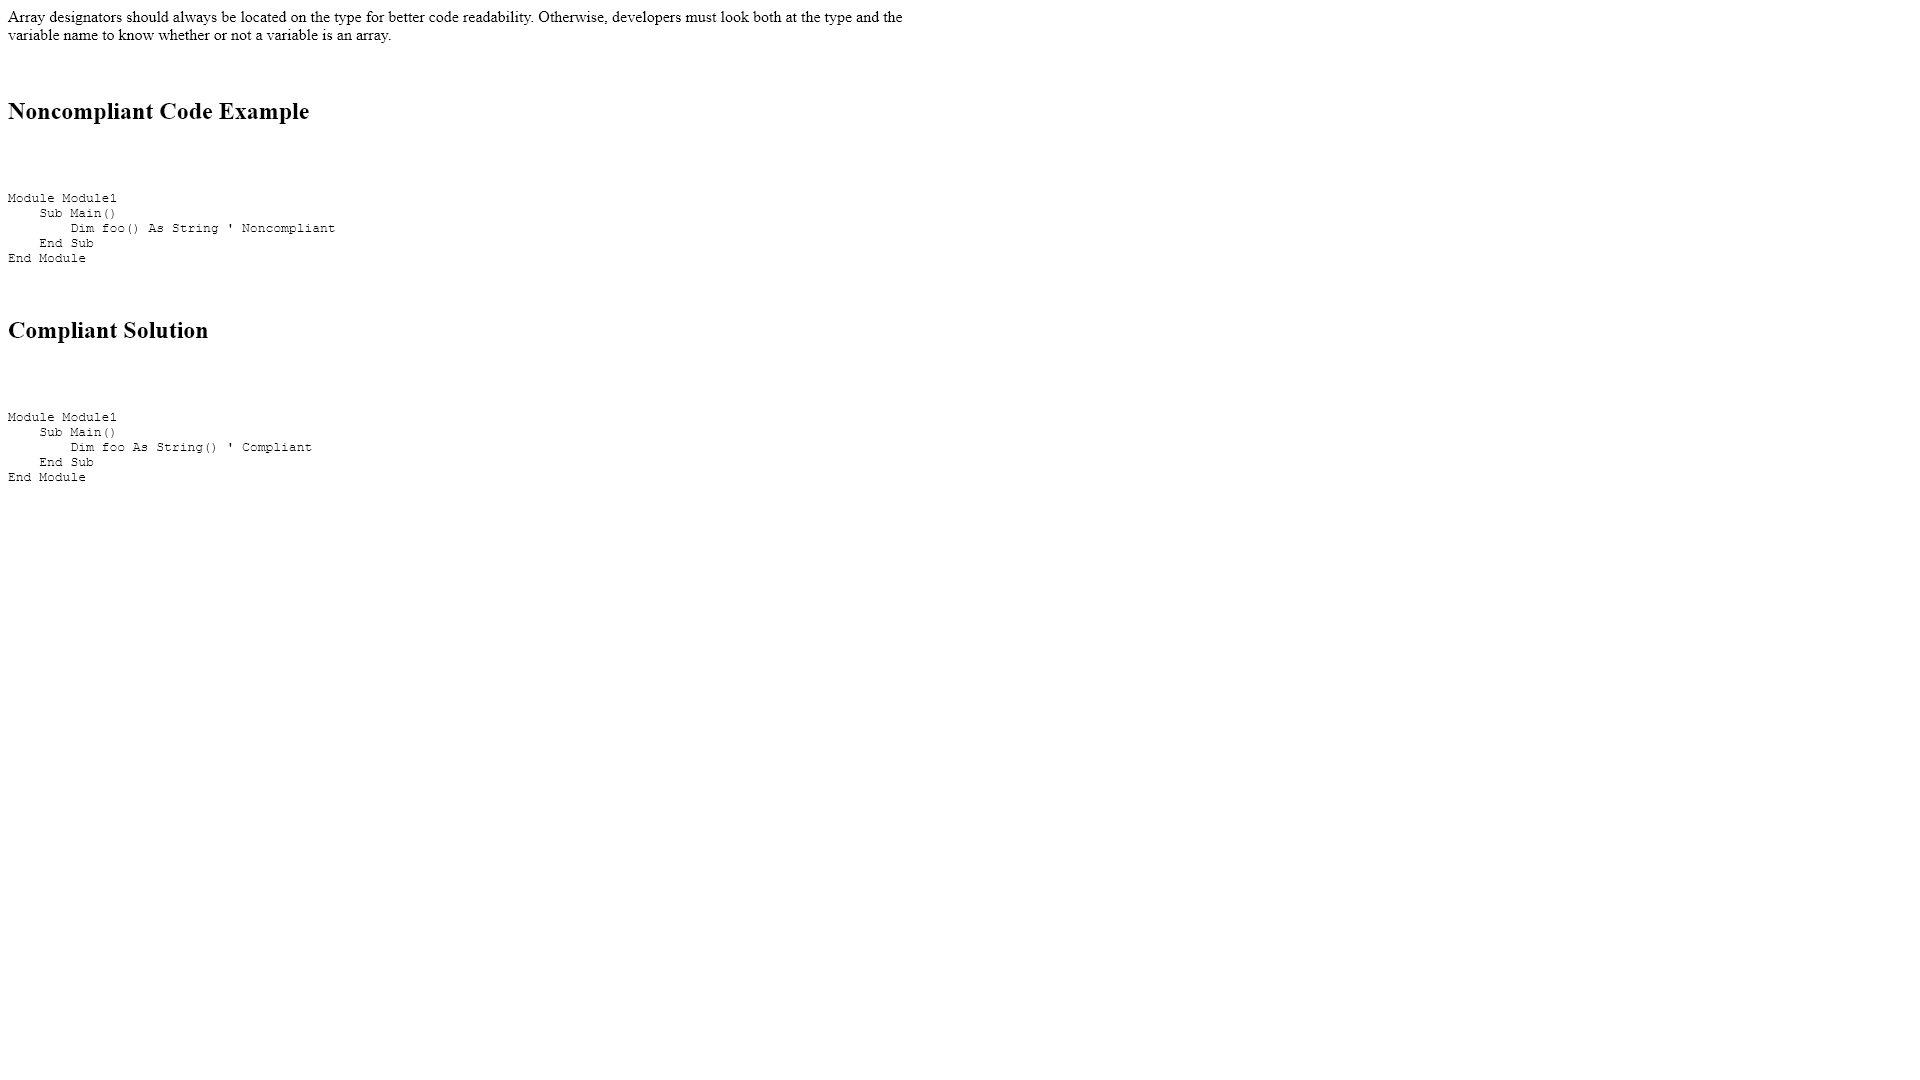 Array designators should always be located on the type for better code readability. Otherwise, developers must look both at the type and the
variable name to know whether or not a variable is an array.
Noncompliant Code Example
Module Module1
    Sub Main()
        Dim foo() As String ' Noncompliant
    End Sub
End Module
Compliant Solution
Module Module1
    Sub Main()
        Dim foo As String() ' Compliant
    End Sub
End Module